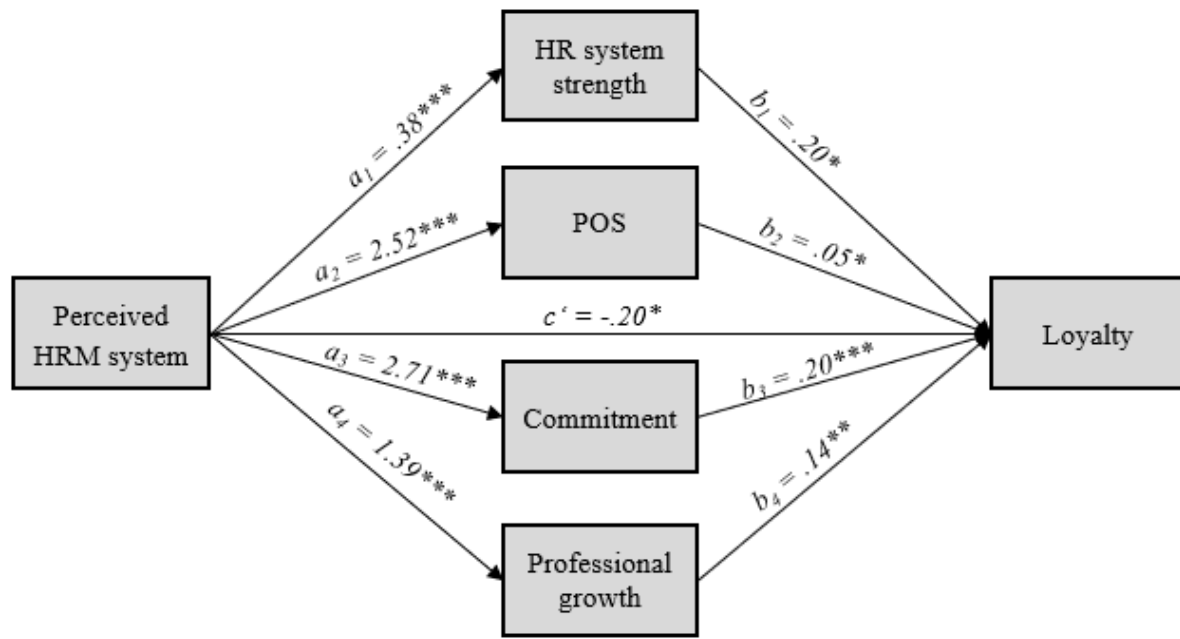 HR system
strength
a₁ = .38***
b₁ = .20*
POS
a₂ = 2.52***
b₂ = .05*
Perceived
HRM system
c‘ = -.20*
Loyalty
a₃ = 2.71***
b₃ = .20***
Commitment
a₄ = 1.39***
b₄ = .14**
Professional
growth